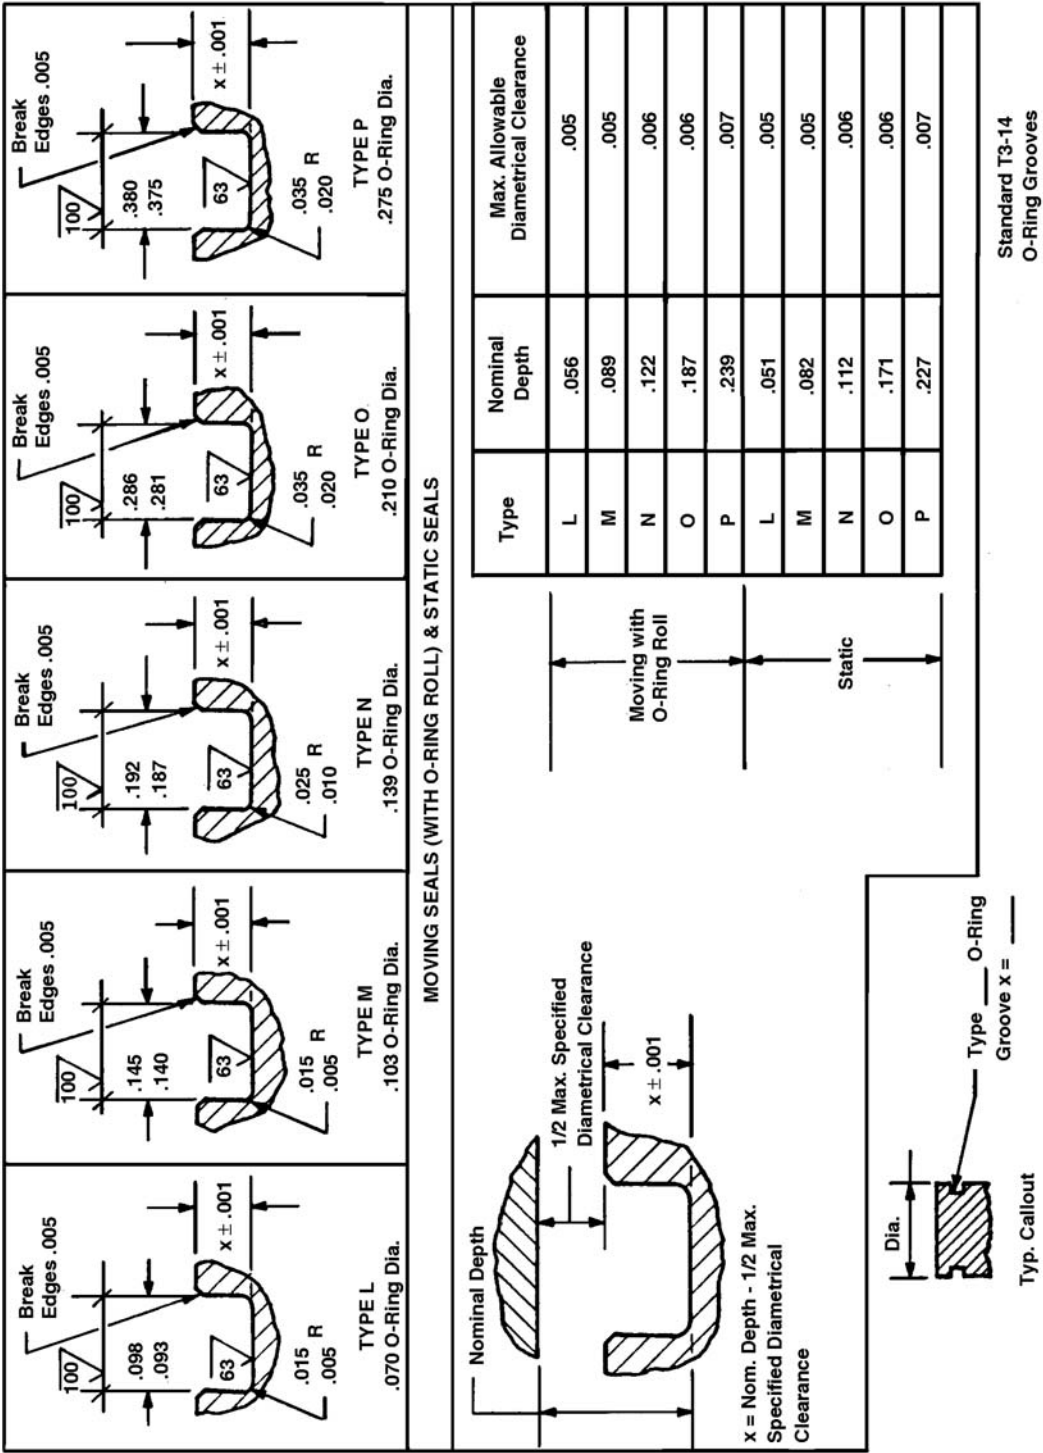 Break
Edges .005
100
.098
.093
x ± .001
63
.015
.005 R
TYPE L
.070 O-Ring Dia.
Break
Edges .005
100
.145
.140
x ± .001
63
.015
.005 R
TYPE M
.103 O-Ring Dia.
Break
Edges .005
100
.192
.187
x ± .001
63
.025
.010 R
TYPE N
.139 O-Ring Dia.
Break
Edges .005
100
.286
.281
x ± .001
63
.035
.020 R
TYPE O
.210 O-Ring Dia.
Break
Edges .005
100
.380
.375
x ± .001
63
.035
.020 R
TYPE P
.275 O-Ring Dia.
MOVING SEALS (WITH O-RING ROLL) & STATIC SEALS
Nominal Depth
1/2 Max. Specified
Diametrical Clearance
x ± .001
x = Nom. Depth - 1/2 Max.
Specified Diametrical
Clearance
Moving with
O-Ring Roll
Static
Type Nominal Depth Max. Allowable Diametrical Clearance
L .056 .005
M .089 .005
N .122 .006
O .187 .006
P .239 .007
L .051 .005
M .082 .005
N .112 .006
O .171 .006
P .227 .007
Dia.
Type ___ O-Ring
Groove x = ___
Typ. Callout
Standard T3-14
O-Ring Grooves